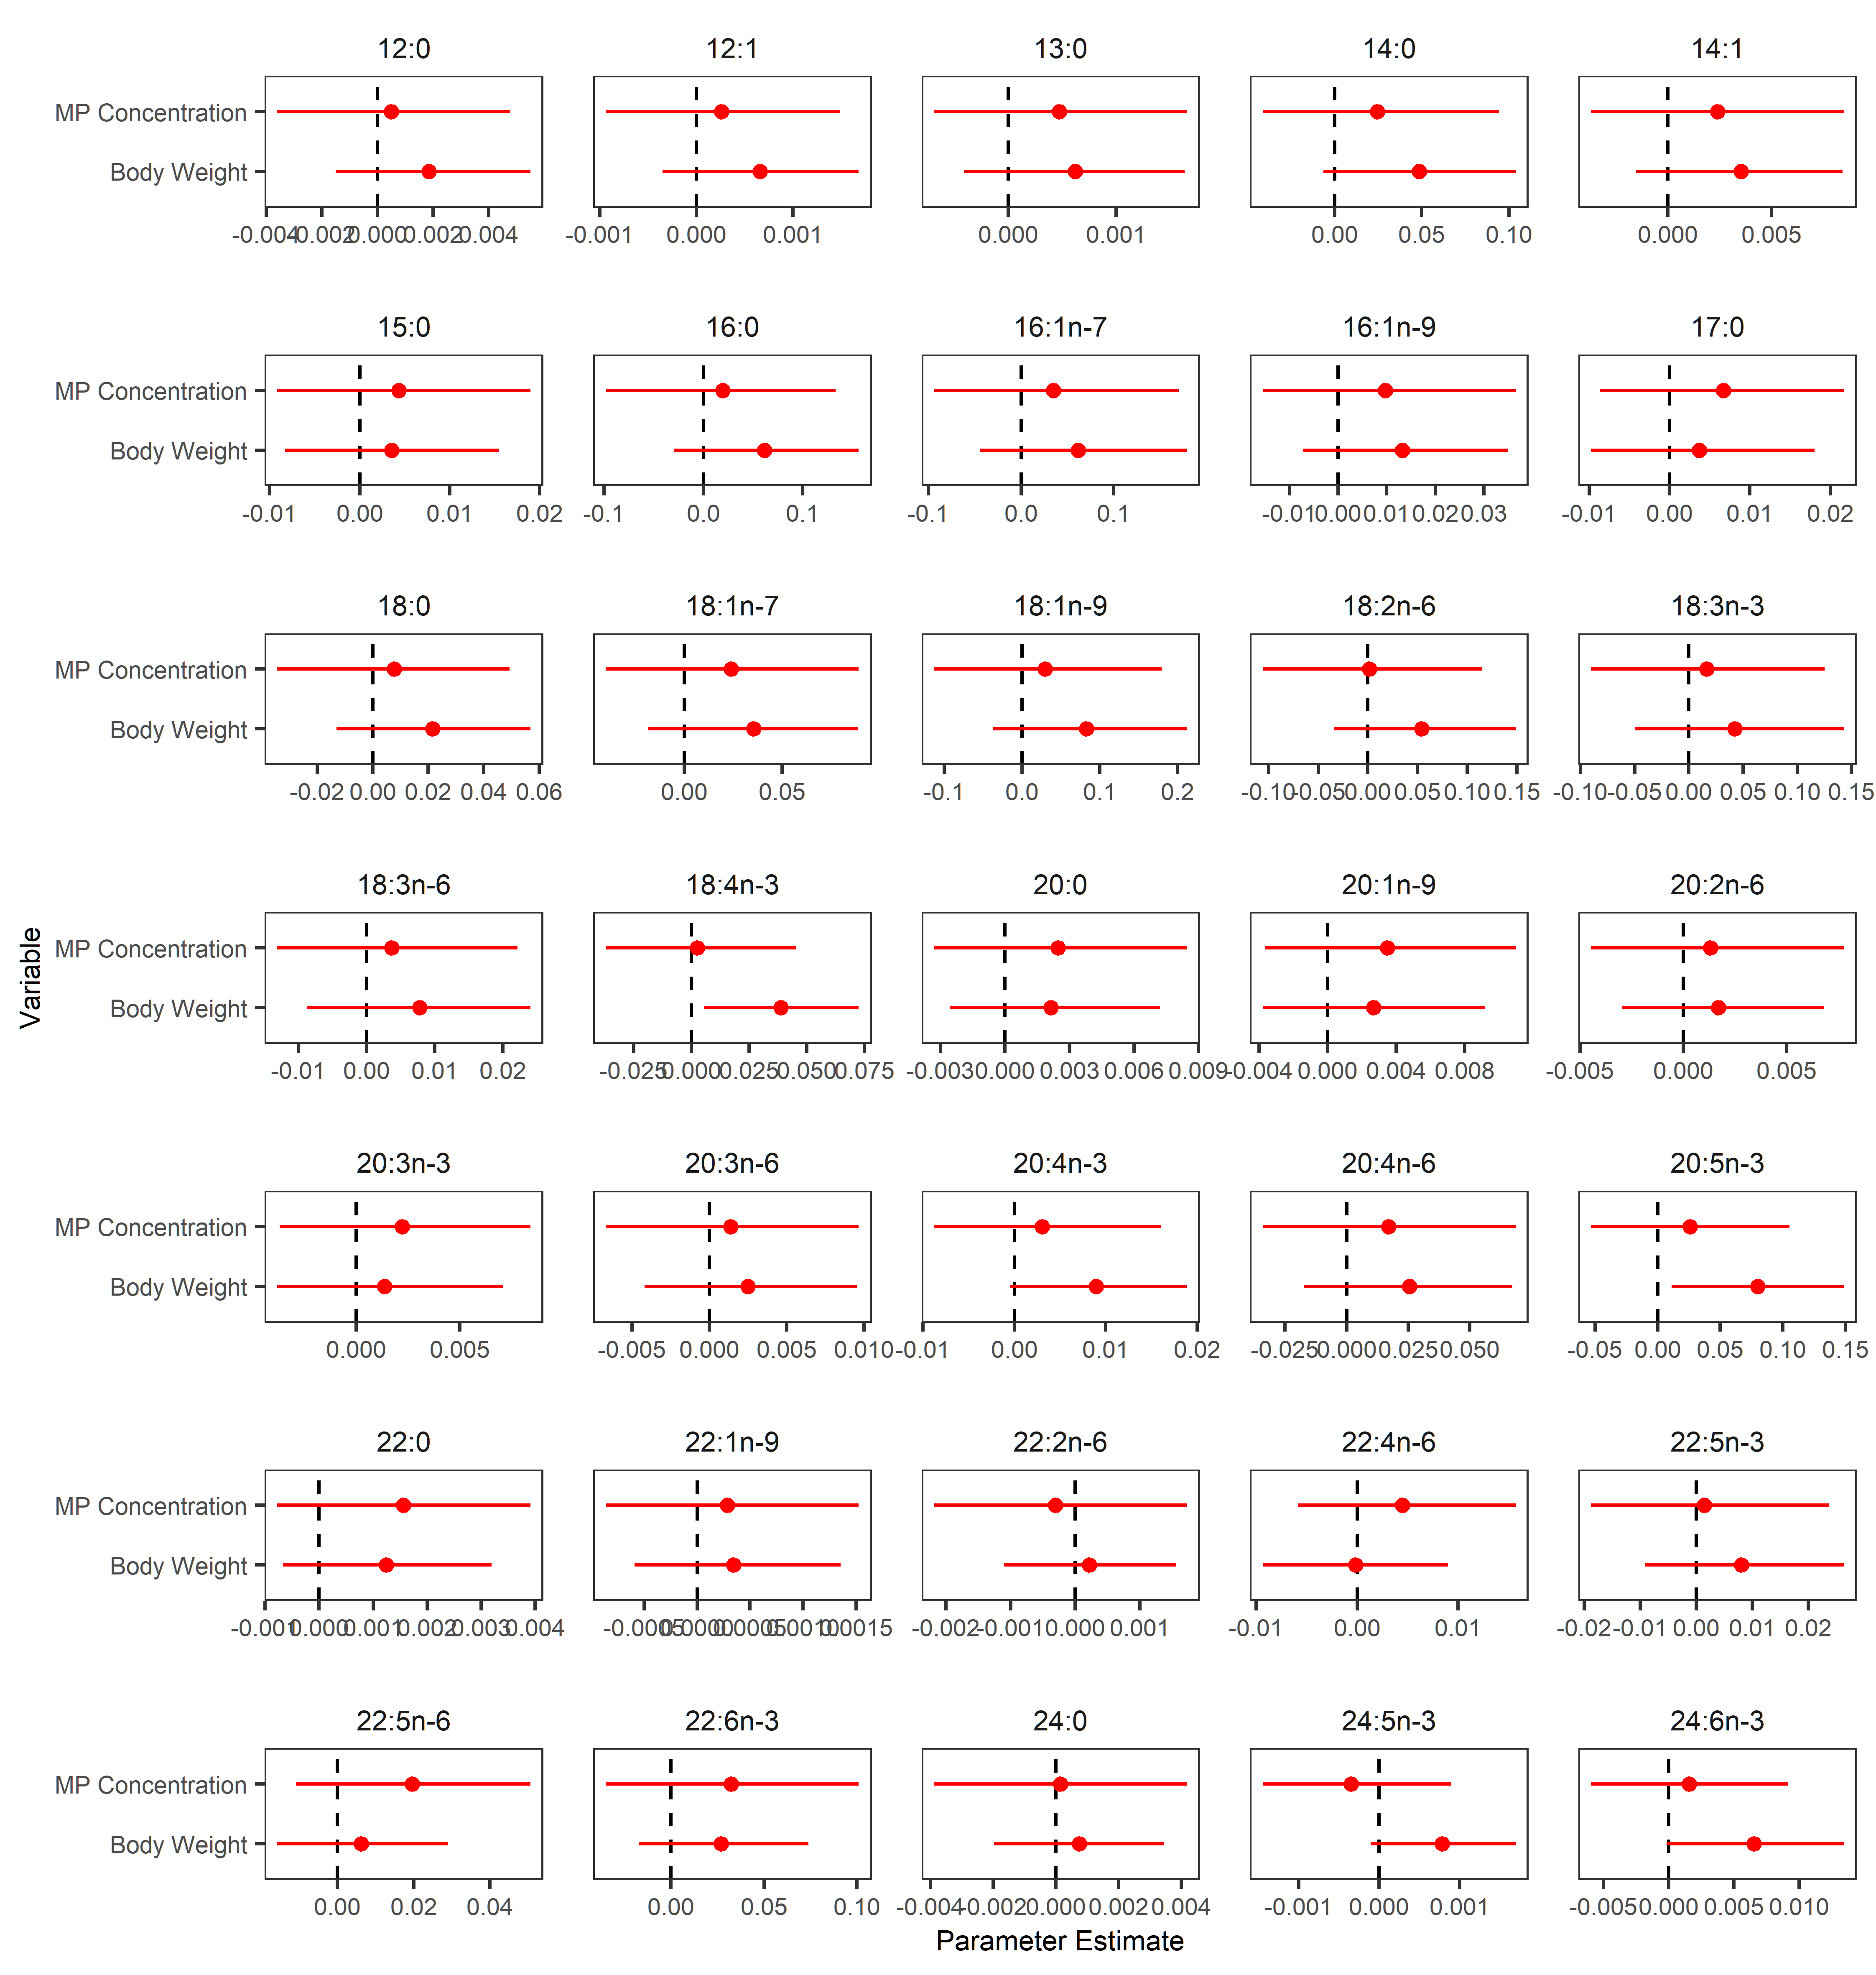 12:0 12:1 13:0 14:0 14:1
MP Concentration
Body Weight
-0.004 -0.002 0.000 0.002 0.004 -0.001 0.000 0.001 0.000 0.001 0.00 0.05 0.10 0.000 0.005
15:0 16:0 16:1n-7 16:1n-9 17:0
MP Concentration
Body Weight
-0.01 0.00 0.01 0.02 -0.1 0.0 0.1 -0.1 0.0 0.1 -0.01 0.00 0.01 0.02 0.03 -0.01 0.00 0.01 0.02
18:0 18:1n-7 18:1n-9 18:2n-6 18:3n-3
MP Concentration
Body Weight
-0.02 0.00 0.02 0.04 0.06 0.00 0.05 -0.1 0.0 0.1 0.2 -0.10 -0.05 0.00 0.05 0.10 0.15 -0.10 -0.05 0.00 0.05 0.10 0.15
18:3n-6 18:4n-3 20:0 20:1n-9 20:2n-6
Variable
MP Concentration
Body Weight
-0.01 0.00 0.01 0.02 -0.025 0.000 0.025 0.050 0.075 -0.003 0.000 0.003 0.006 0.009 -0.004 0.000 0.004 0.008 -0.005 0.000 0.005
20:3n-3 20:3n-6 20:4n-3 20:4n-6 20:5n-3
MP Concentration
Body Weight
0.000 0.005 -0.005 0.000 0.005 0.010 -0.01 0.00 0.01 0.02 -0.025 0.000 0.025 0.050 -0.05 0.00 0.05 0.10 0.15
22:0 22:1n-9 22:2n-6 22:4n-6 22:5n-3
MP Concentration
Body Weight
-0.001 0.000 0.001 0.002 0.003 0.004 -0.0005 0.0000 0.0005 0.0010 0.0015 -0.002 -0.001 0.000 0.001 -0.01 0.00 0.01 -0.02 -0.01 0.00 0.01 0.02
22:5n-6 22:6n-3 24:0 24:5n-3 24:6n-3
MP Concentration
Body Weight
0.00 0.02 0.04 0.00 0.05 0.10 -0.004 -0.002 0.000 0.002 0.004 -0.001 0.000 0.001 -0.005 0.000 0.005 0.010
Parameter Estimate